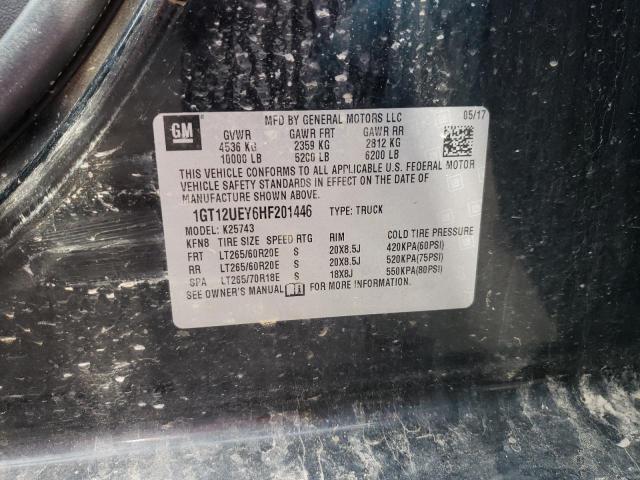 MFD BY GENERAL MOTORS LLC 05/17
GM
GVWR GAWR FRT GAWR RR
4536 KG 2359 KG 2812 KG
10000 LB 5200 LB 6200 LB
THIS VEHICLE CONFORMS TO ALL APPLICABLE U.S. FEDERAL MOTOR
VEHICLE SAFETY STANDARDS IN EFFECT ON THE DATE OF
MANUFACTURE SHOWN ABOVE.
1GT12UEY6HF201446 TYPE: TRUCK
MODEL: K25743
KFN8 TIRE SIZE SPEED RTG RIM COLD TIRE PRESSURE
FRT LT265/60R20E S 20X8.5J 420KPA(60PSI)
RR LT265/60R20E S 20X8.5J 520KPA(75PSI)
SPA LT265/70R18E S 18X8J 550KPA(80PSI)
SEE OWNER'S MANUAL FOR MORE INFORMATION.